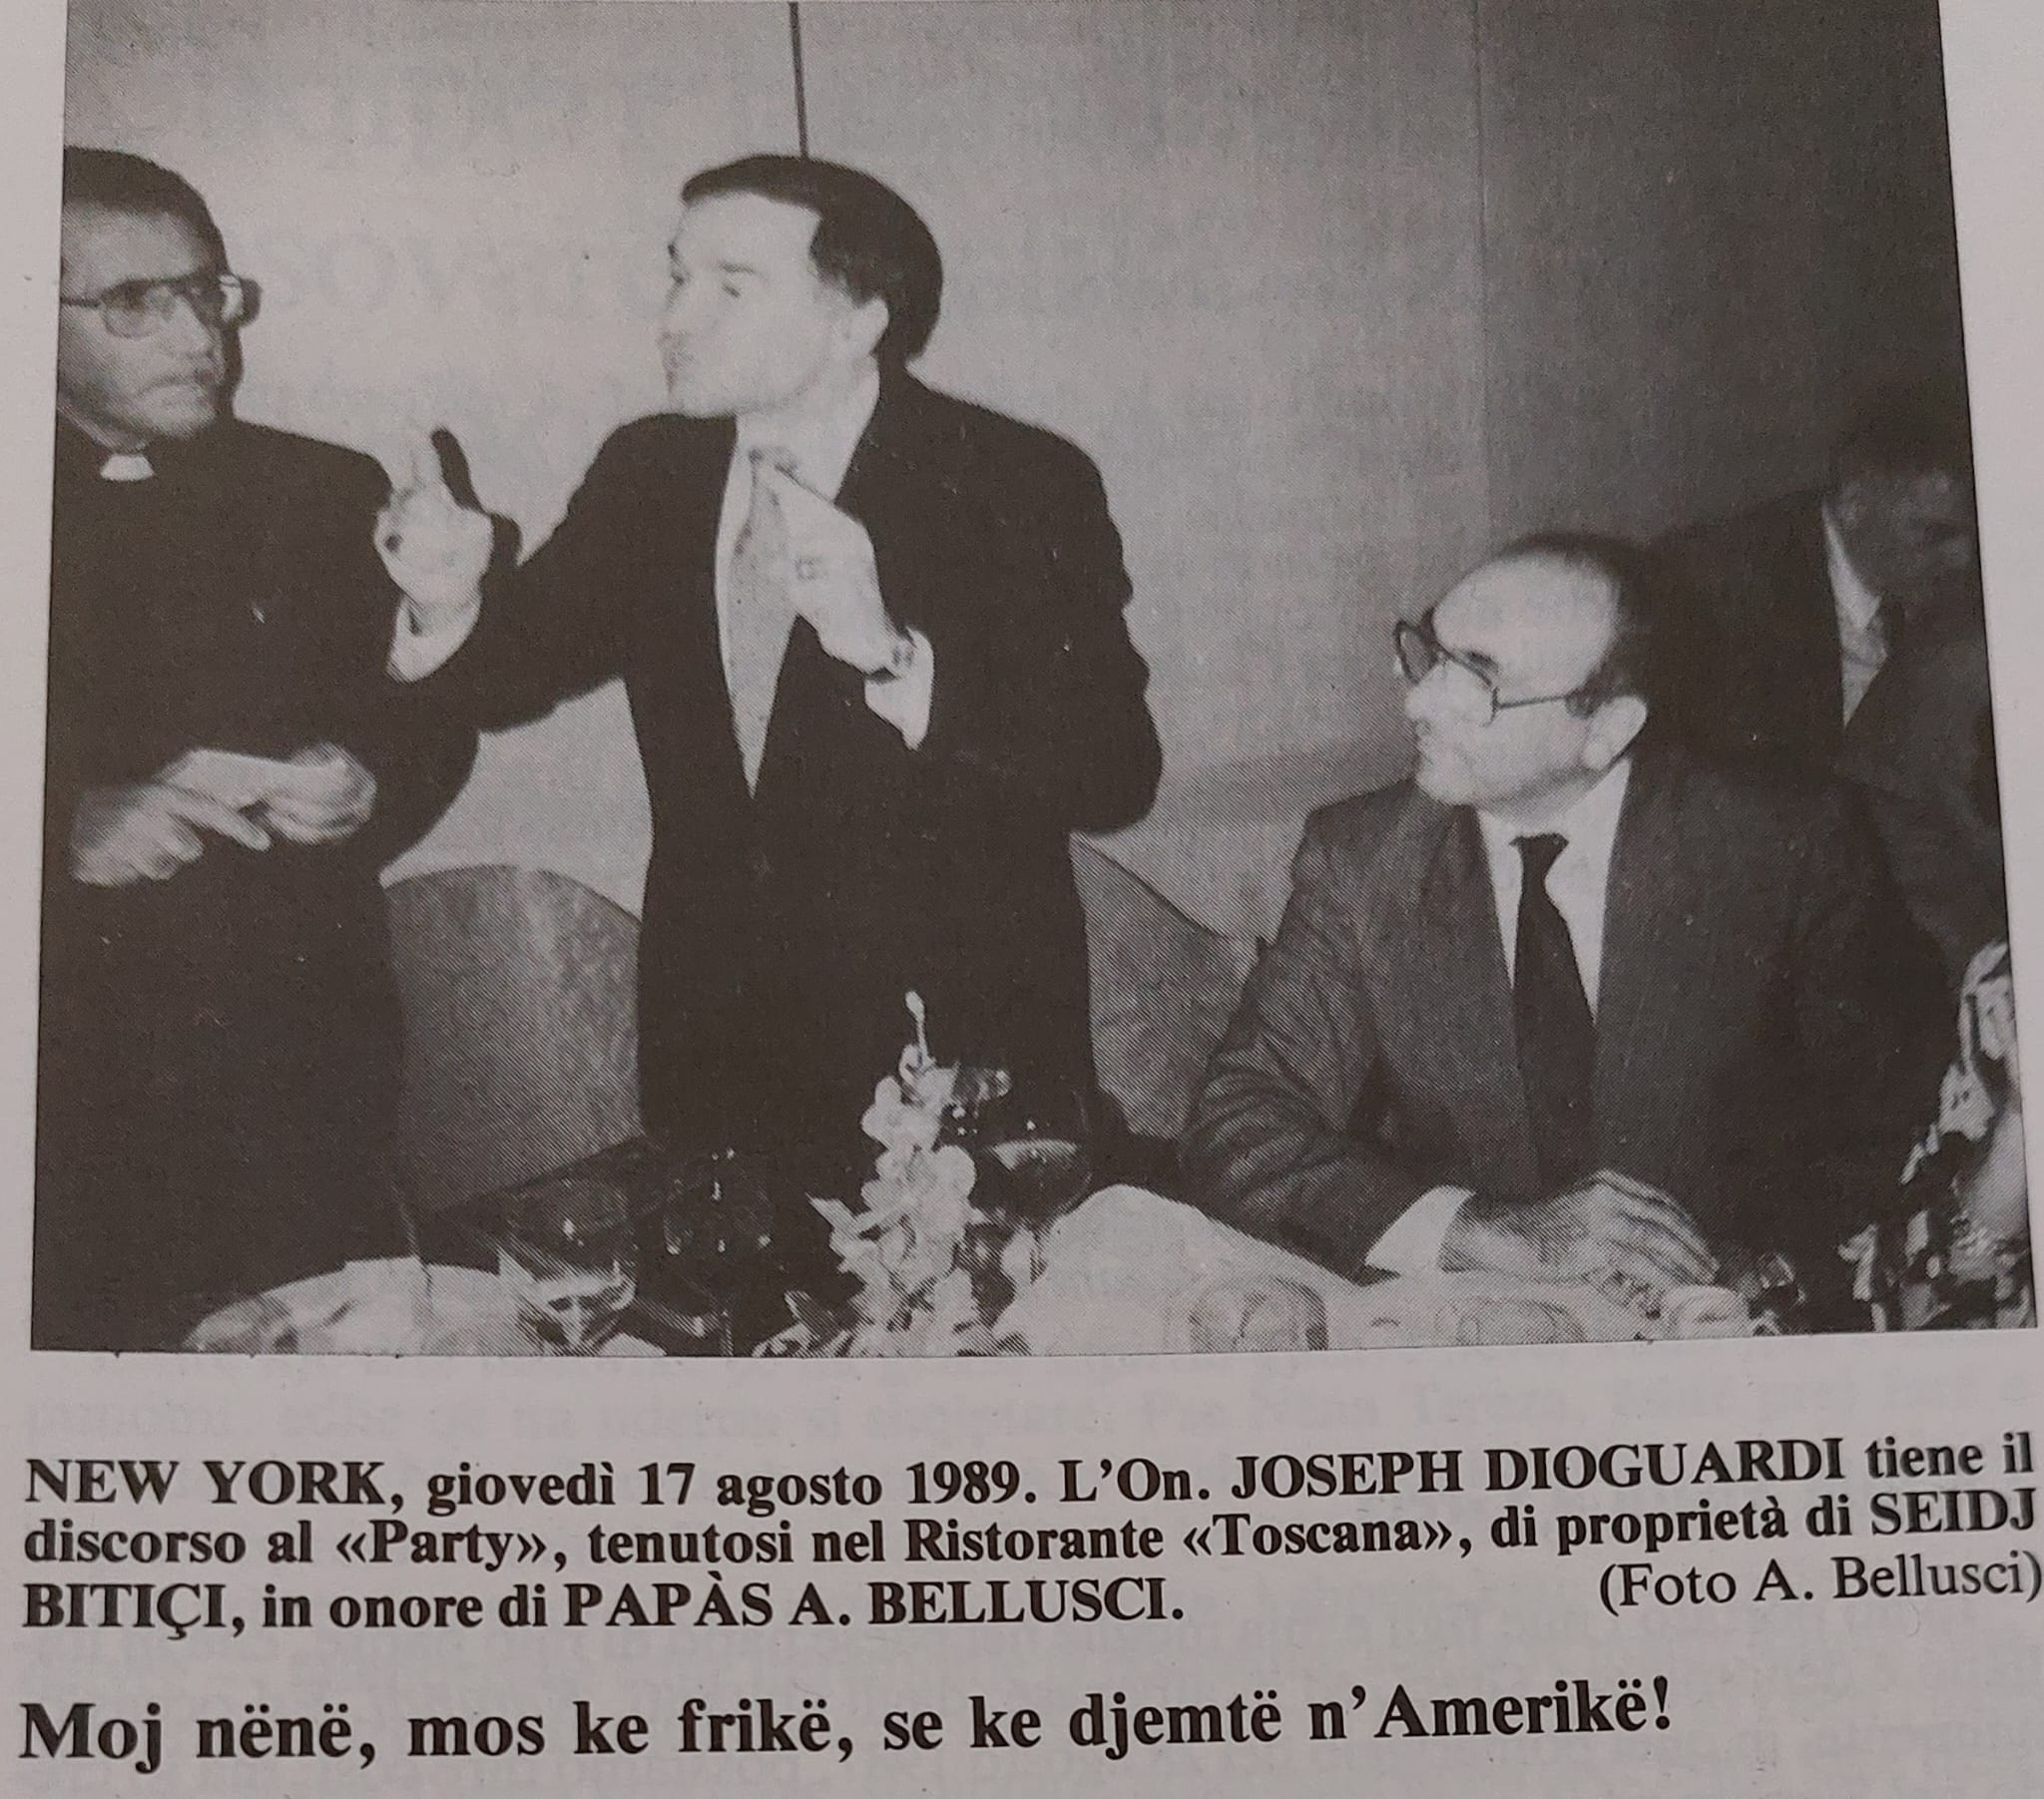 NEW YORK, giovedì 17 agosto 1989. L'On. JOSEPH DIOGUARDI tiene il
discorso al «Party», tenutosi nel Ristorante «Toscana», di proprietà di SEIDJ
BITIÇI, in onore di PAPÀS A. BELLUSCI. (Foto A. Bellusci)
Moj nënë, mos ke frikë, se ke djemtë n'Amerikë!